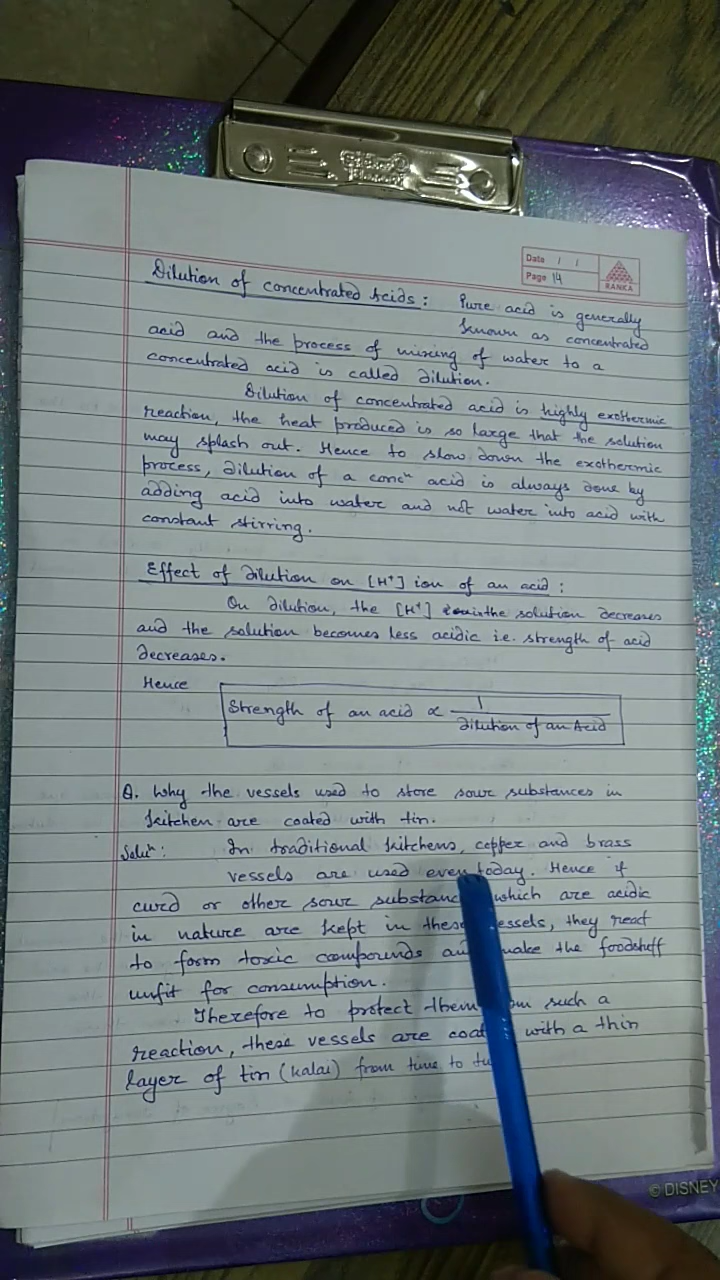 Date / /
Page 14
RANKA
Dilution of concentrated Acids : Pure acid is generally
known as concentrated
acid and the process of mixing of water to a
concentrated acid is called dilution.
Dilution of concentrated acid is highly exothermic
reaction, the heat produced is so large that the solution
may splash out. Hence to slow down the exothermic
process, dilution of a concⁿ acid is always done by
adding acid into water and not water into acid with
constant stirring.
Effect of dilution on [H⁺] ion of an acid :
On dilution, the [H⁺] in the solution decreases
and the solution becomes less acidic i.e. strength of acid
decreases.
Hence
Strength of an acid ∝ 1
dilution of an Acid
Q. Why the vessels used to store sour substances in
kitchen are coated with tin.
Soluⁿ: In traditional kitchens, copper and brass
vessels are used even today. Hence if
curd or other sour substanc which are acidic
in nature are kept in these essels, they react
to form toxic compounds an make the foodstuff
unfit for consumption.
Therefore to protect them om such a
reaction, these vessels are coat with a thin
layer of tin (kalai) from time to
© DISNEY